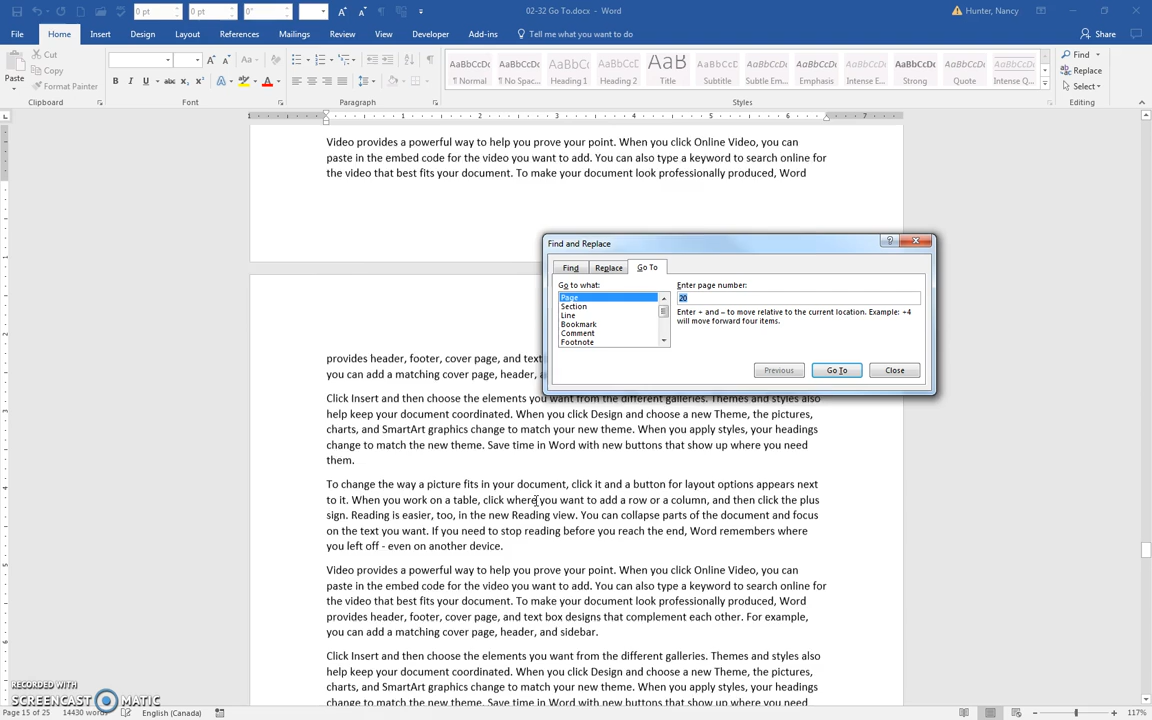 0 pt
0 pt
0"
02-32 Go To.docx - Word
Hunter, Nancy
File
Home
Insert
Design
Layout
References
Mailings
Review
View
Developer
Add-ins
Tell me what you want to do
Share
Paste
Cut
Copy
Format Painter
Clipboard
Font
Paragraph
AaBbCcDc AaBbCcDc AaBbCc AaBbCcD AaBb AaBbCcD AaBbCcDc AaBbCcDc AaBbCcDc AaBbCcDc AaBbCcDc AaBbCcDc
¶ Normal
¶ No Spac...
Heading 1
Heading 2
Title
Subtitle
Subtle Em...
Emphasis
Intense E...
Strong
Quote
Intense Q...
Styles
Find
Replace
Select
Editing
Video provides a powerful way to help you prove your point. When you click Online Video, you can
paste in the embed code for the video you want to add. You can also type a keyword to search online for
the video that best fits your document. To make your document look professionally produced, Word
Find and Replace
Find
Replace
Go To
Go to what:
Page
Section
Line
Bookmark
Comment
Footnote
Enter page number:
20
Enter + and – to move relative to the current location. Example: +4
will move forward four items.
Previous
Go To
Close
provides header, footer, cover page, and text
you can add a matching cover page, header, a
Click Insert and then choose the elements you want from the different galleries. Themes and styles also
help keep your document coordinated. When you click Design and choose a new Theme, the pictures,
charts, and SmartArt graphics change to match your new theme. When you apply styles, your headings
change to match the new theme. Save time in Word with new buttons that show up where you need
them.
To change the way a picture fits in your document, click it and a button for layout options appears next
to it. When you work on a table, click where you want to add a row or a column, and then click the plus
sign. Reading is easier, too, in the new Reading view. You can collapse parts of the document and focus
on the text you want. If you need to stop reading before you reach the end, Word remembers where
you left off - even on another device.
Video provides a powerful way to help you prove your point. When you click Online Video, you can
paste in the embed code for the video you want to add. You can also type a keyword to search online for
the video that best fits your document. To make your document look professionally produced, Word
provides header, footer, cover page, and text box designs that complement each other. For example,
you can add a matching cover page, header, and sidebar.
Click Insert and then choose the elements you want from the different galleries. Themes and styles also
help keep your document coordinated. When you click Design and choose a new Theme, the pictures,
charts, and SmartArt graphics change to match your new theme. When you apply styles, your headings
change to match the new theme. Save time in Word with new buttons that show up where you need
RECORDED WITH
SCREENCAST MATIC
Page 15 of 25
14430 words
English (Canada)
117%